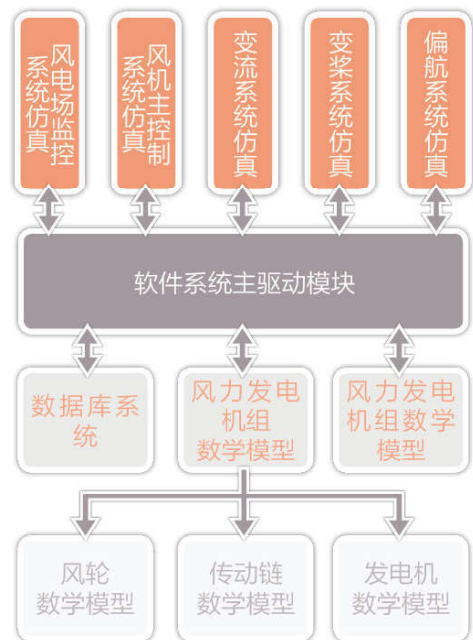 风电场监控
系统仿真
风机主控制
系统仿真
变流系统仿真
变桨系统仿真
偏航系统仿真
软件系统主驱动模块
数据库系
统
风力发电
机组
数学模型
风力发电
机组数学
模型
风轮
数学模型
传动链
数学模型
发电机
数学模型